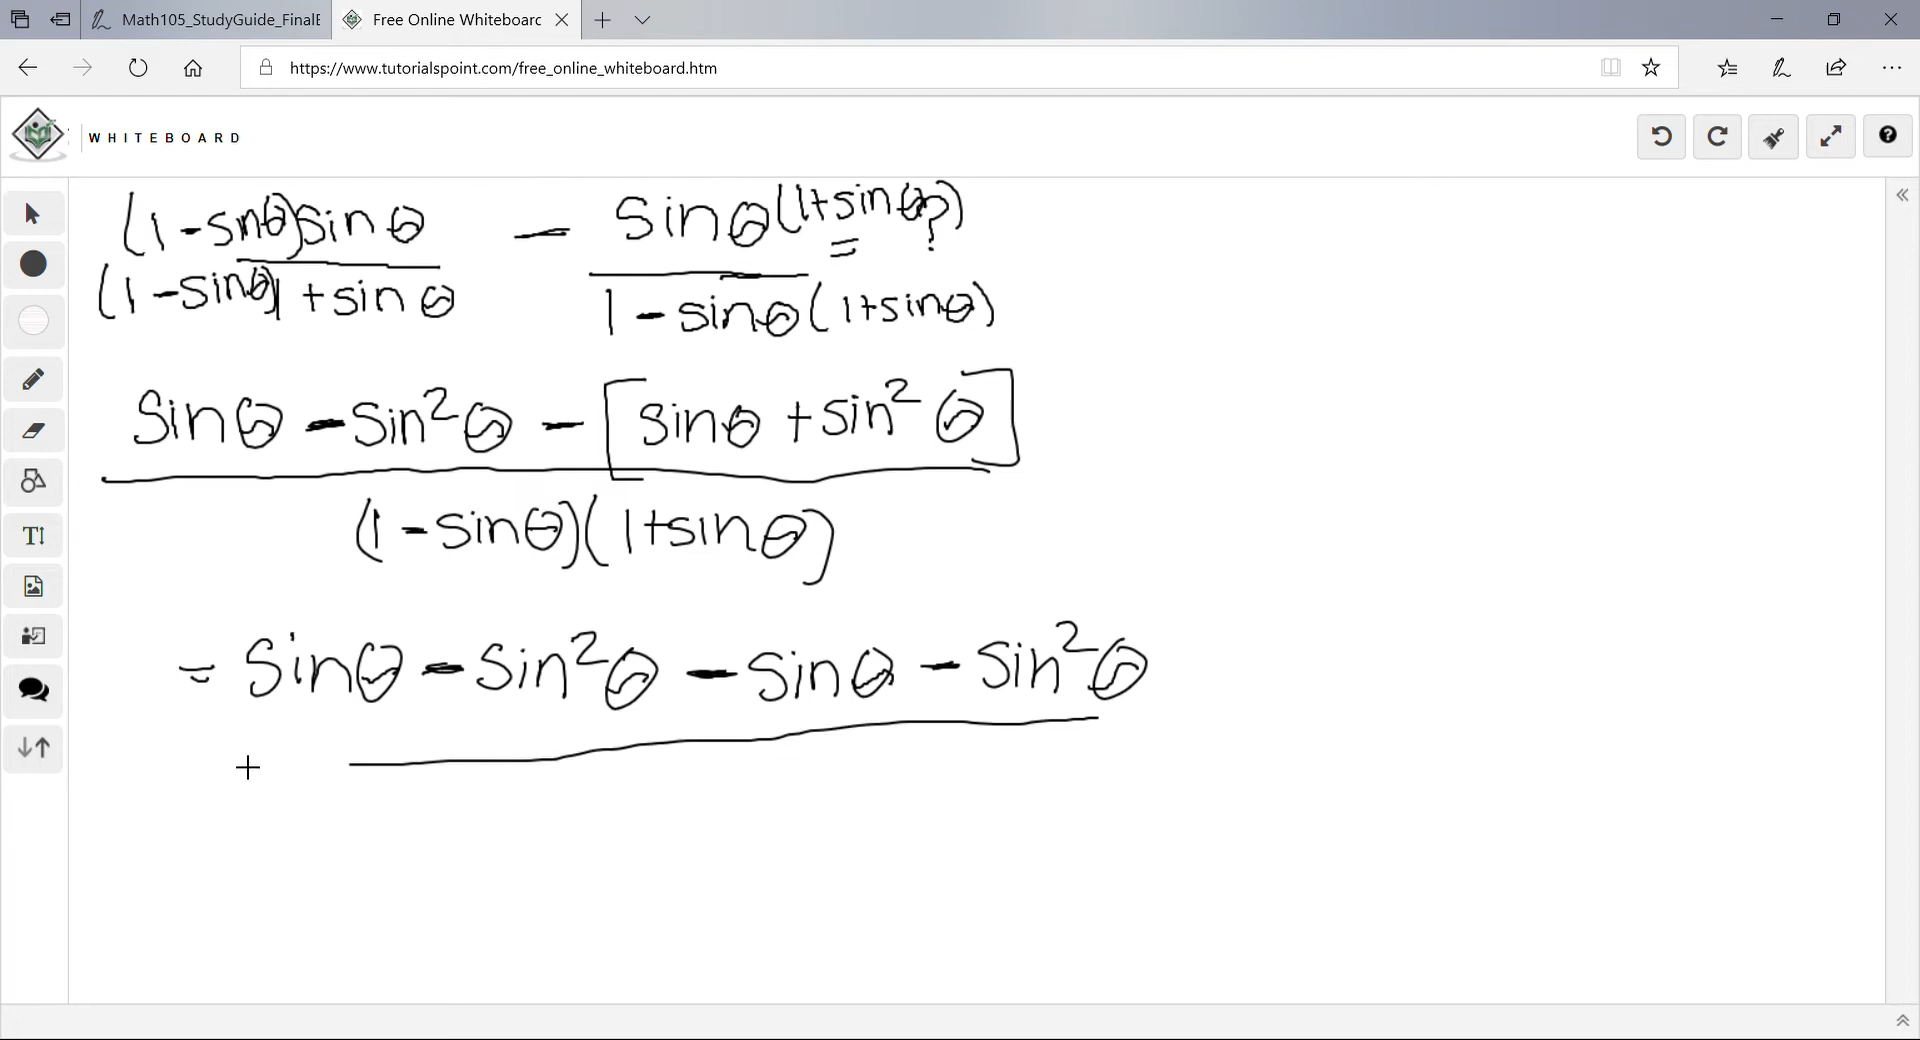 Math105_StudyGuide_FinalE
Free Online Whiteboarc
https://www.tutorialspoint.com/free_online_whiteboard.htm
WHITEBOARD
(1-sinθ)sinθ — sinθ(1+sinθ)
= ?
(1-sinθ)1+sinθ 1-sinθ(1+sinθ)
sinθ - sin²θ - [sinθ + sin²θ]
(1-sinθ)(1+sinθ)
= sinθ - sin²θ - sinθ - sin²θ